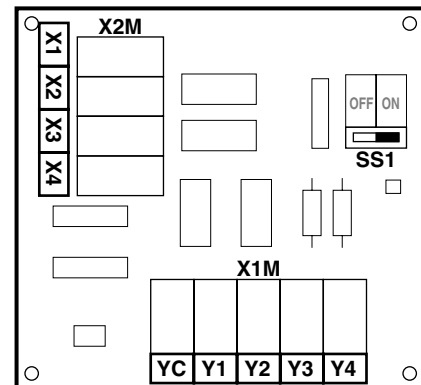 X2M
X1
X2
X3
X4
OFF ON
SS1
X1M
YC Y1 Y2 Y3 Y4